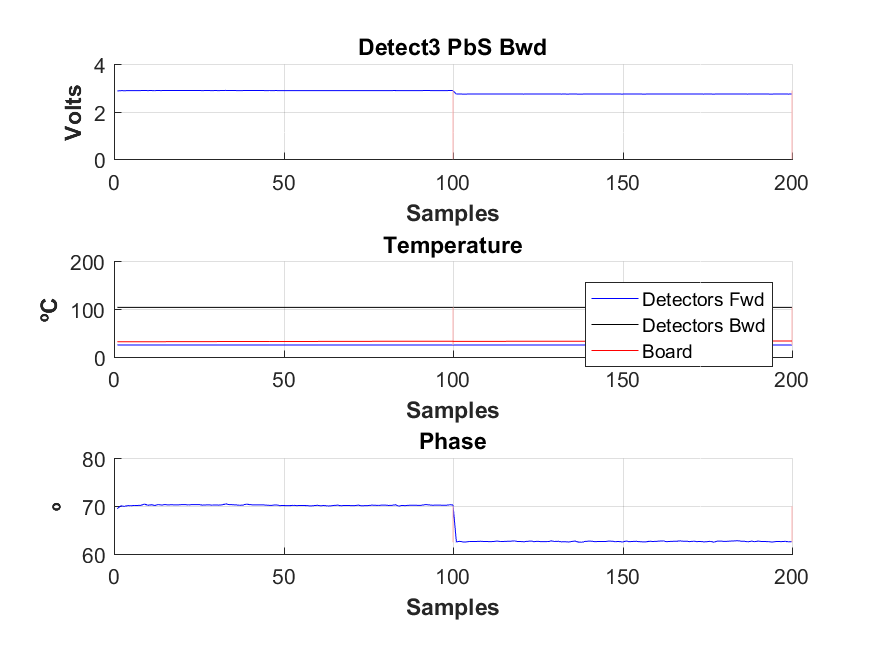 Detect3 PbS Bwd
4
2
0
Volts
0 50 100 150 200
Samples
Temperature
200
100
0
ºC
Detectors Fwd
Detectors Bwd
Board
0 50 100 150 200
Samples
Phase
80
70
60
º
0 50 100 150 200
Samples